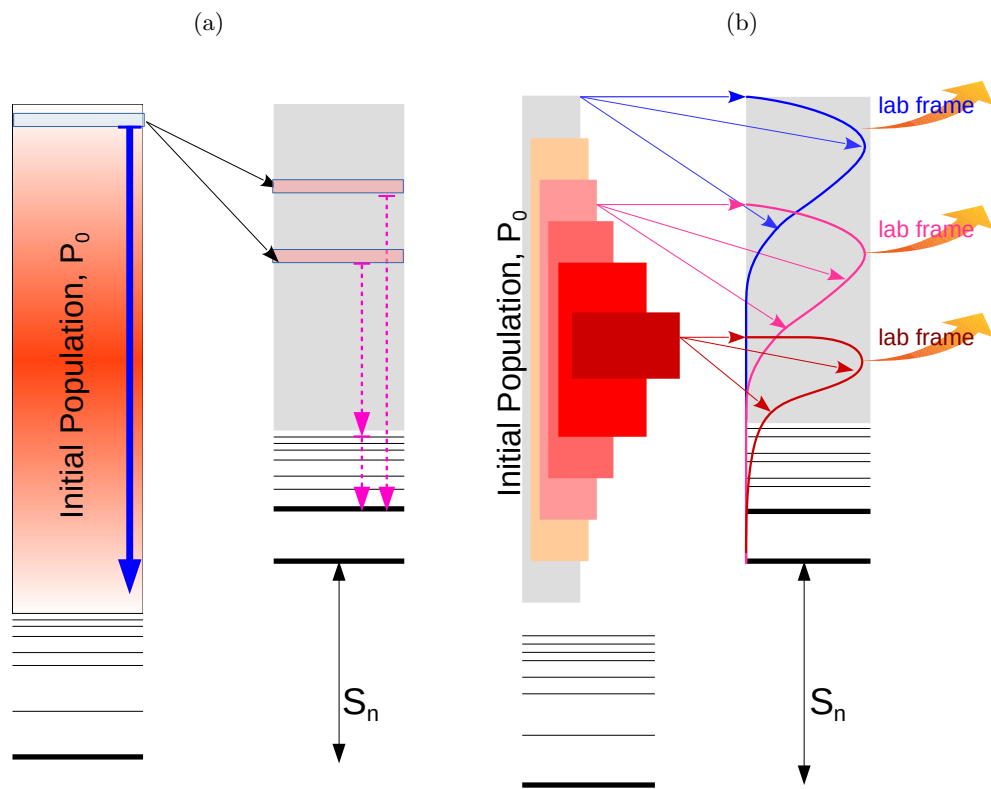 (a)
(b)
Initial Population, P₀
Sₙ
Initial Population, P₀
lab frame
lab frame
lab frame
Sₙ